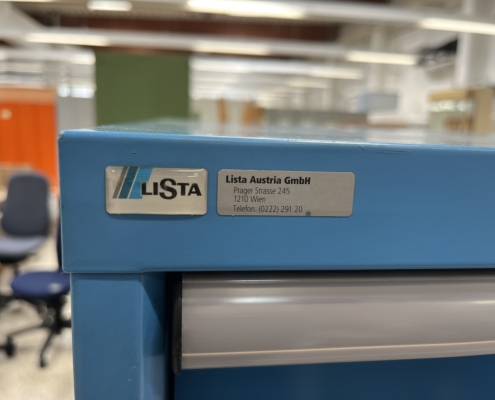 LISTA
Lista Austria GmbH
Prager Strasse 245
1210 Wien
Telefon: (0222) 291 20